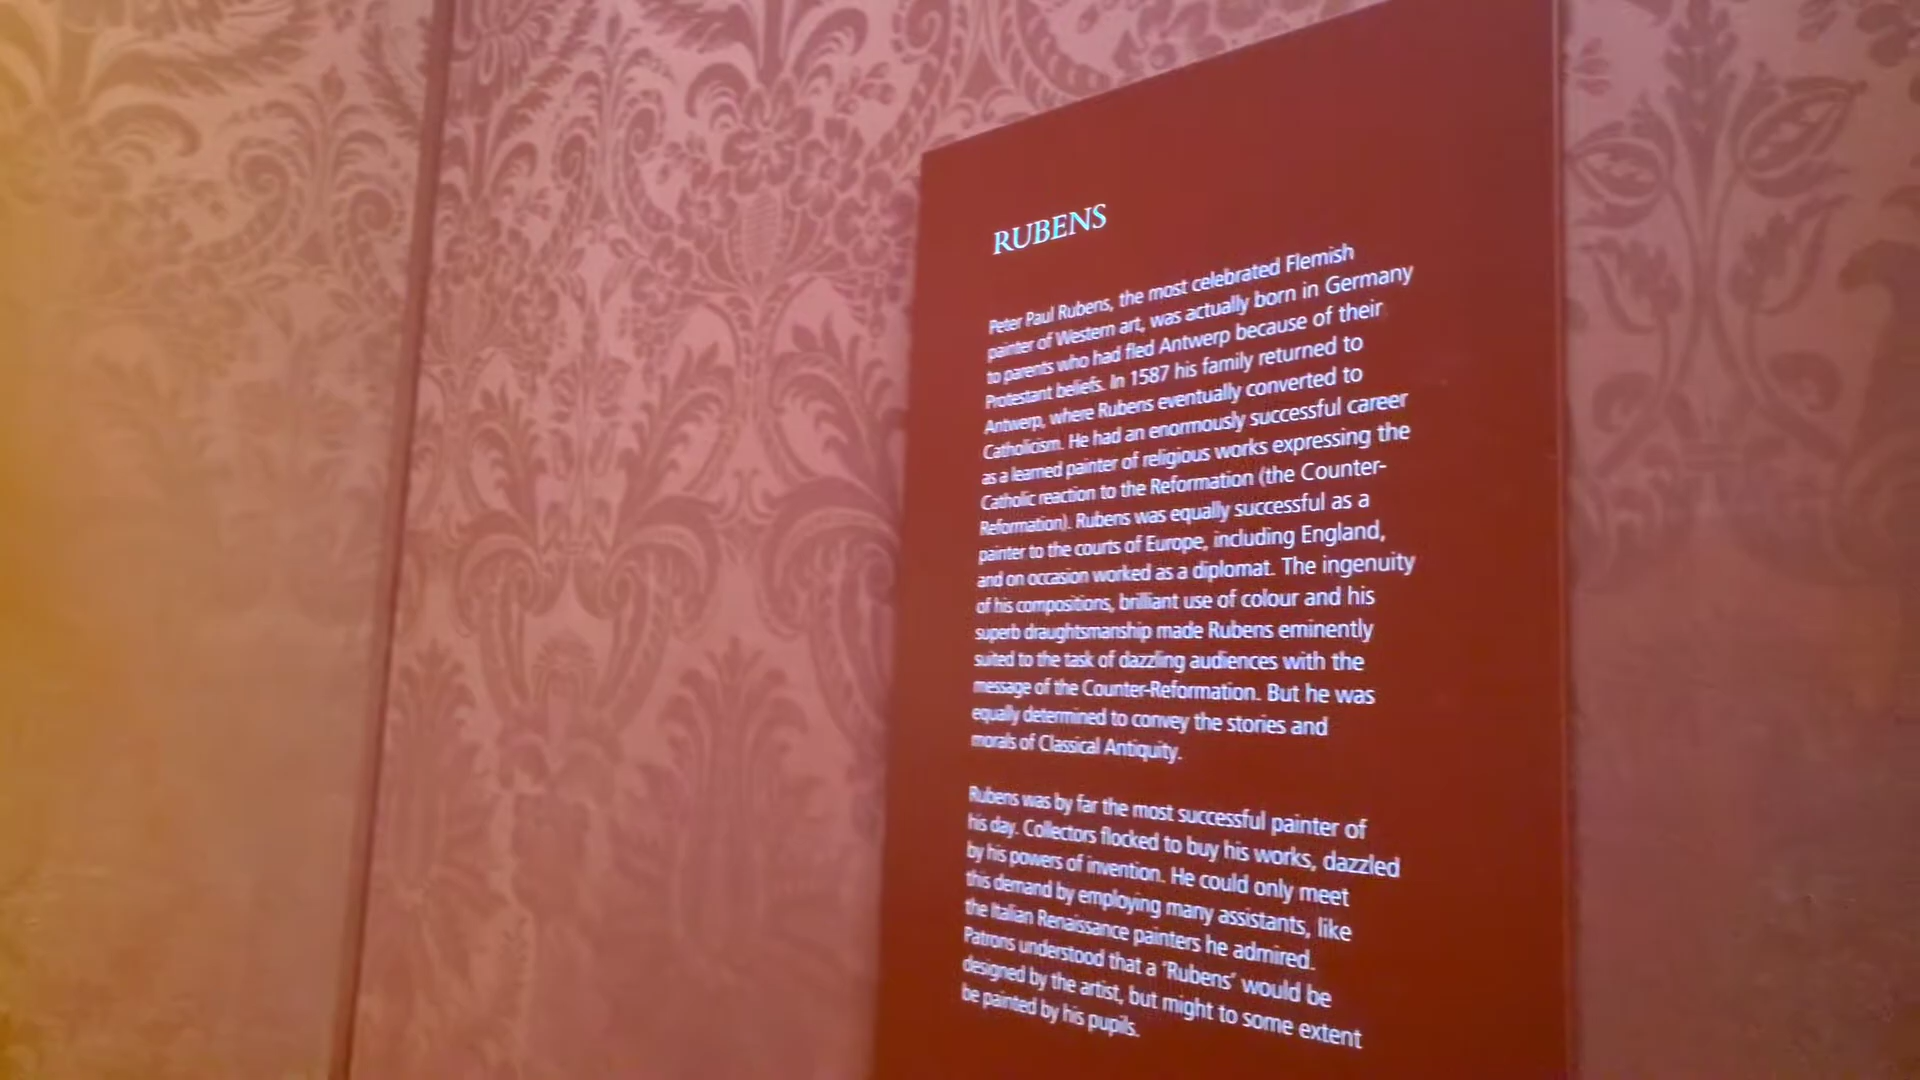 RUBENS
Peter Paul Rubens, the most celebrated Flemish
painter of Western art, was actually born in Germany
to parents who had fled Antwerp because of their
Protestant beliefs. In 1587 his family returned to
Antwerp, where Rubens eventually converted to
Catholicism. He had an enormously successful career
as a learned painter of religious works expressing the
Catholic reaction to the Reformation (the Counter-
Reformation). Rubens was equally successful as a
painter to the courts of Europe, including England,
and on occasion worked as a diplomat. The ingenuity
of his compositions, brilliant use of colour and his
superb draughtsmanship made Rubens eminently
suited to the task of dazzling audiences with the
message of the Counter-Reformation. But he was
equally determined to convey the stories and
morals of Classical Antiquity.
Rubens was by far the most successful painter of
his day. Collectors flocked to buy his works, dazzled
by his powers of invention. He could only meet
this demand by employing many assistants, like
the Italian Renaissance painters he admired.
Patrons understood that a 'Rubens' would be
designed by the artist, but might to some extent
be painted by his pupils.